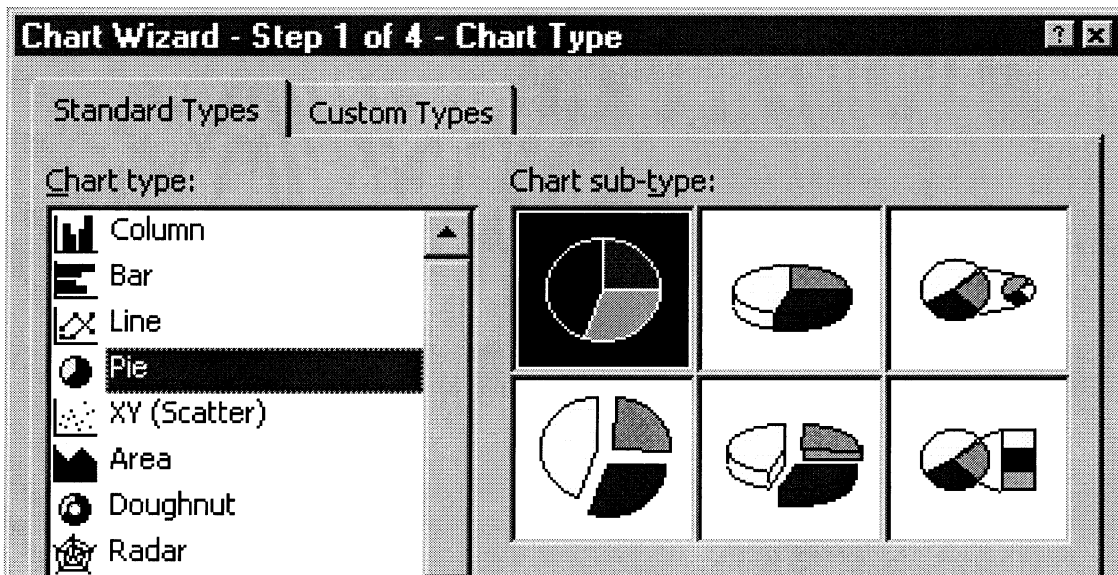 Chart Wizard - Step 1 of 4 - Chart Type
Standard Types
Custom Types
Chart type:
Chart sub-type:
Column
Bar
Line
Pie
XY (Scatter)
Area
Doughnut
Radar